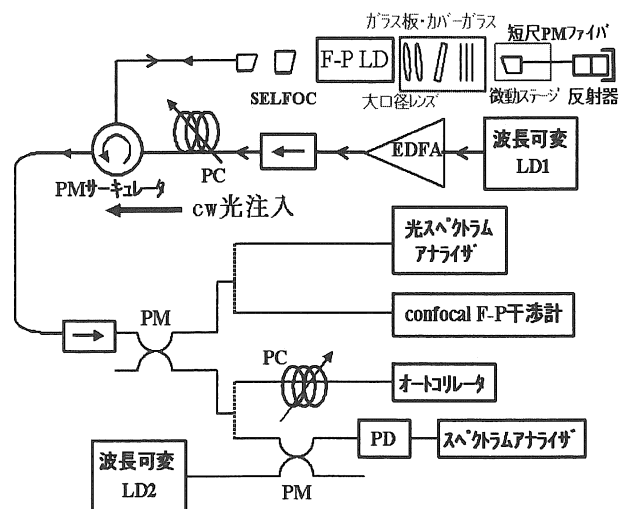 ガラス板・カバーガラス
短尺PMファイバ
F-P LD
SELFOC
大口径レンズ
微動ステージ
反射器
PC
EDFA
波長可変
LD1
PMサーキュレータ
cw光注入
光スペクトラム
アナライザ
confocal F-P干渉計
PM
PC
オートコリレータ
PD
スペクトラムアナライザ
波長可変
LD2
PM